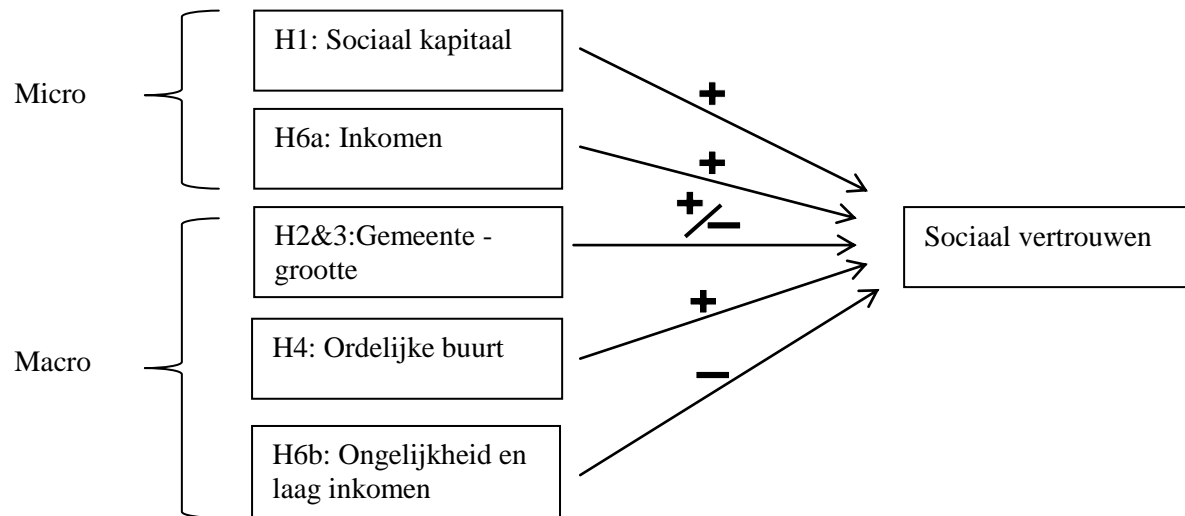 H1: Sociaal kapitaal
Micro
+
H6a: Inkomen
+
+/−
H2&3:Gemeente -
grootte
Sociaal vertrouwen
+
H4: Ordelijke buurt
Macro
−
H6b: Ongelijkheid en
laag inkomen